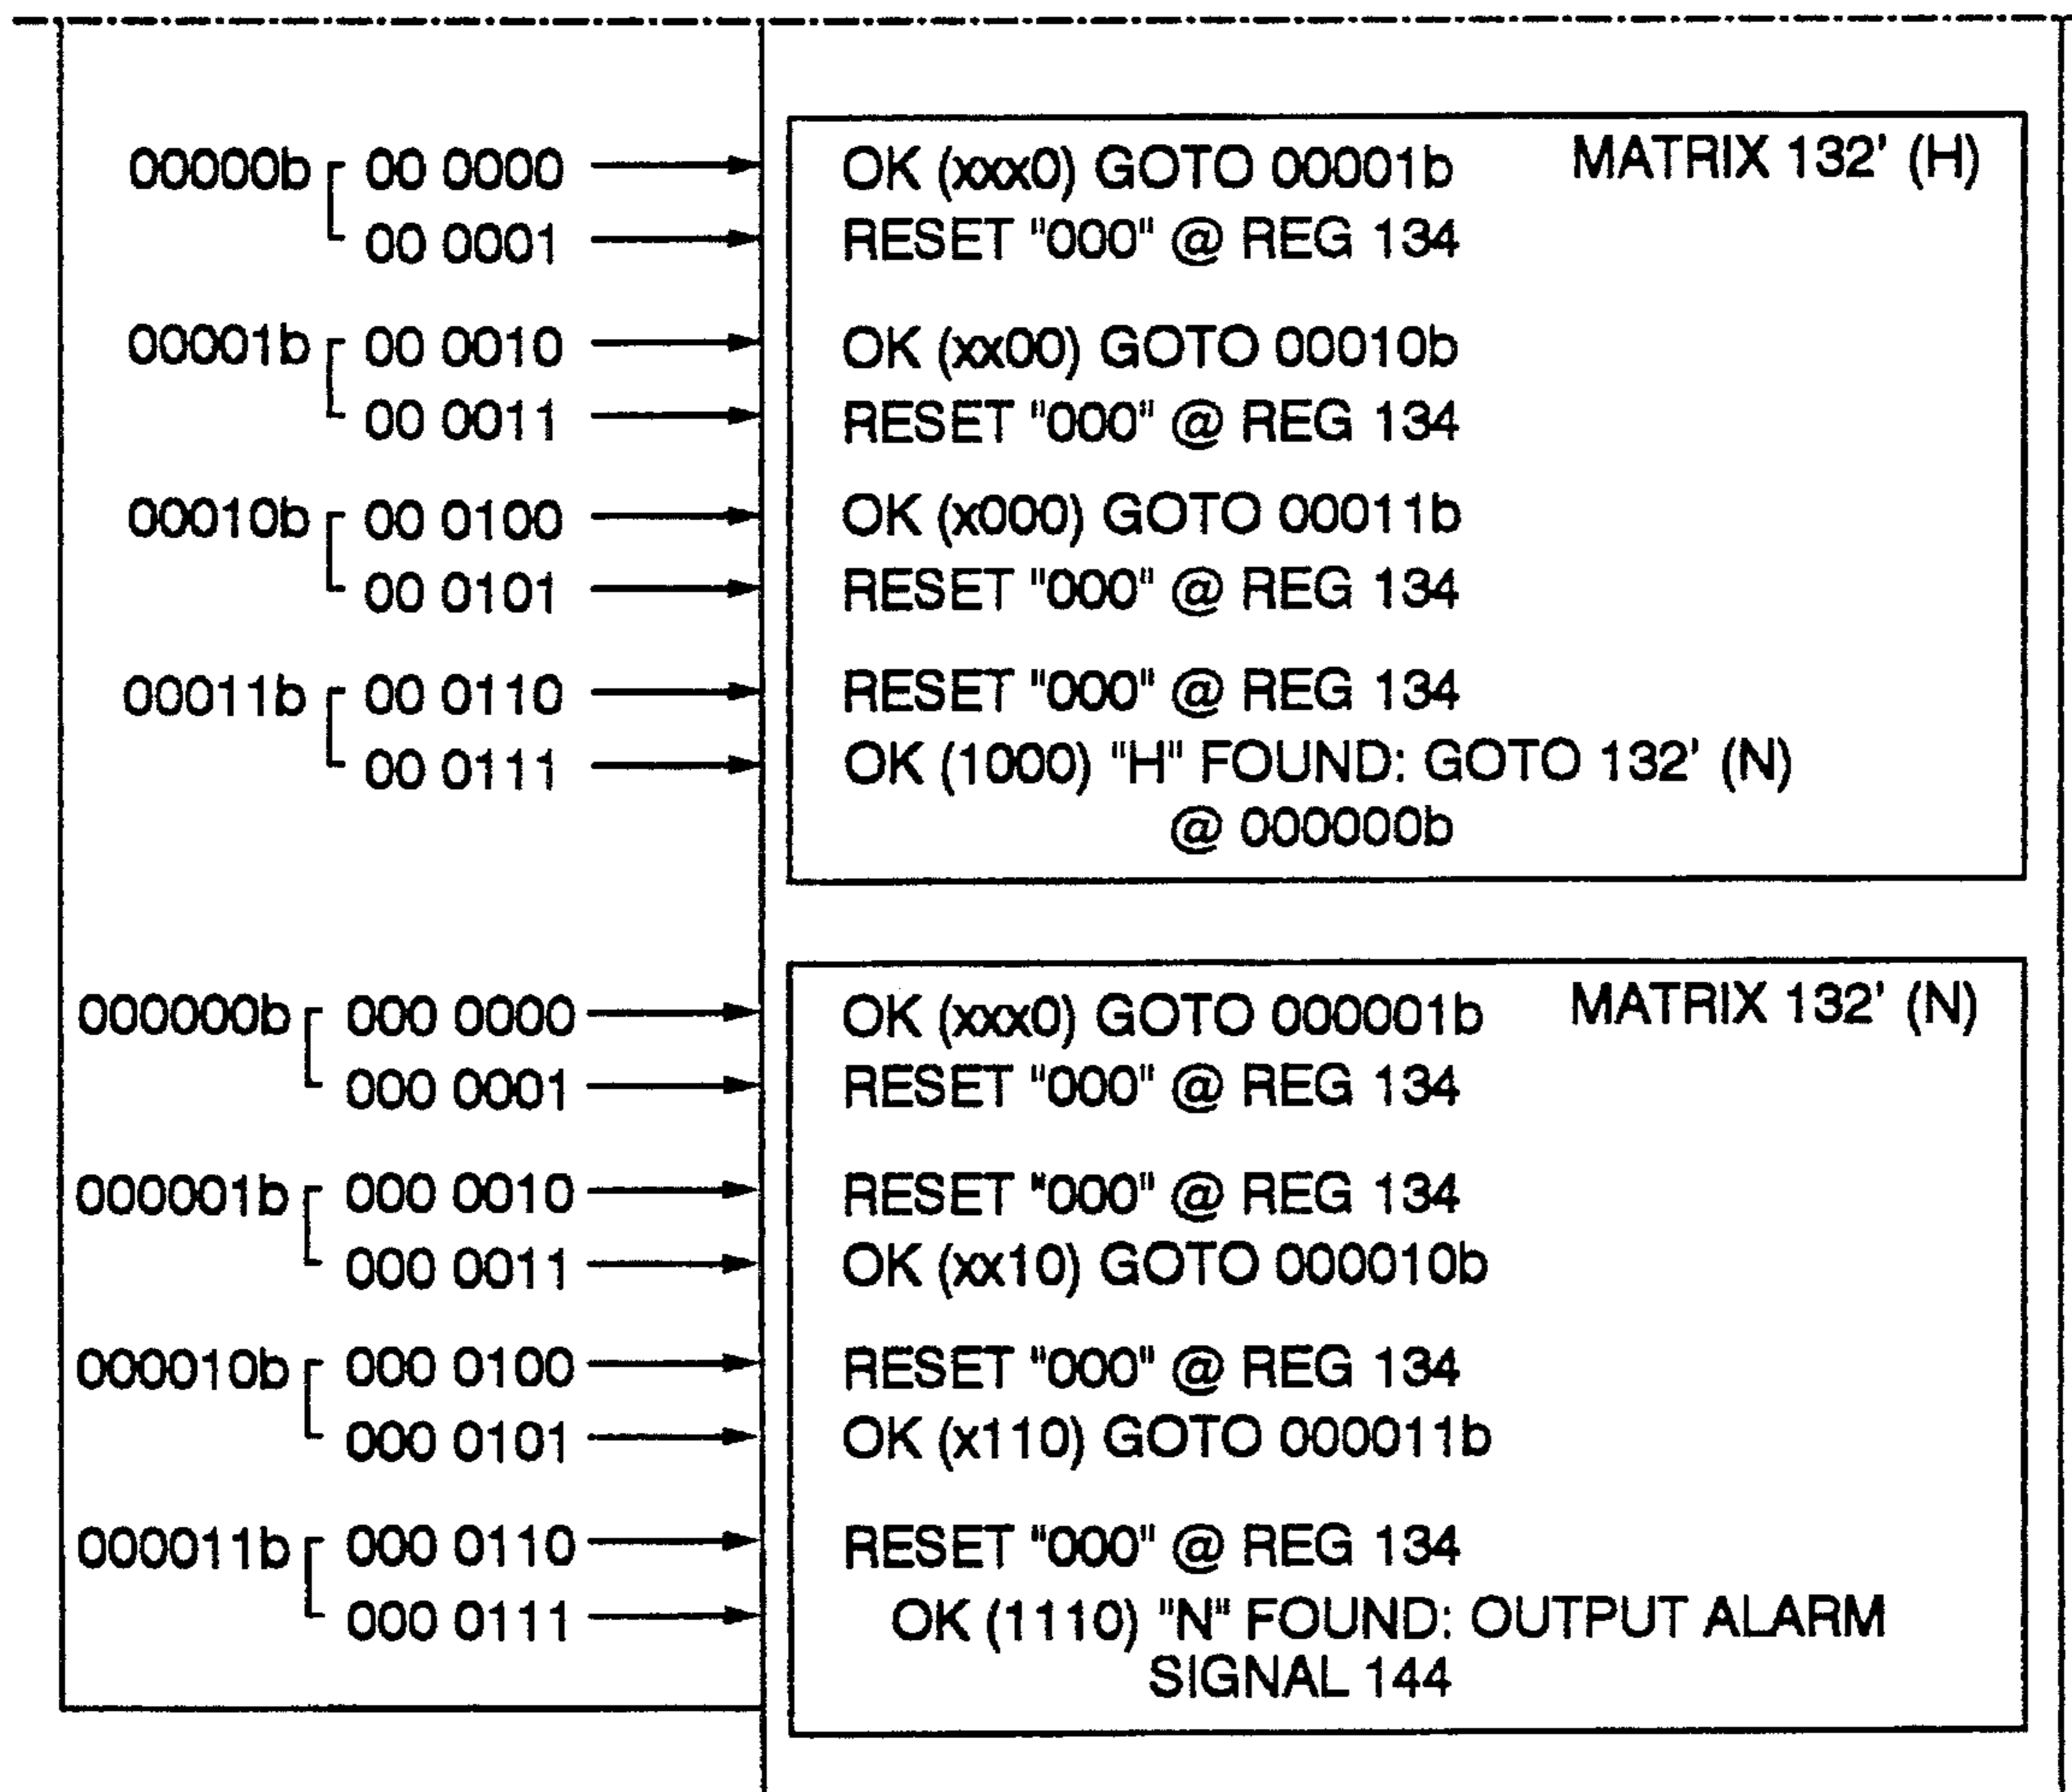 MATRIX 132' (H)
00000b 00 0000 OK (xxx0) GOTO 00001b
00 0001 RESET "000" @ REG 134
00001b 00 0010 OK (xx00) GOTO 00010b
00 0011 RESET "000" @ REG 134
00010b 00 0100 OK (x000) GOTO 00011b
00 0101 RESET "000" @ REG 134
00011b 00 0110 RESET "000" @ REG 134
00 0111 OK (1000) "H" FOUND: GOTO 132' (N)
@ 000000b
MATRIX 132' (N)
000000b 000 0000 OK (xxx0) GOTO 000001b
000 0001 RESET "000" @ REG 134
000001b 000 0010 RESET "000" @ REG 134
000 0011 OK (xx10) GOTO 000010b
000010b 000 0100 RESET "000" @ REG 134
000 0101 OK (x110) GOTO 000011b
000011b 000 0110 RESET "000" @ REG 134
000 0111 OK (1110) "N" FOUND: OUTPUT ALARM
SIGNAL 144